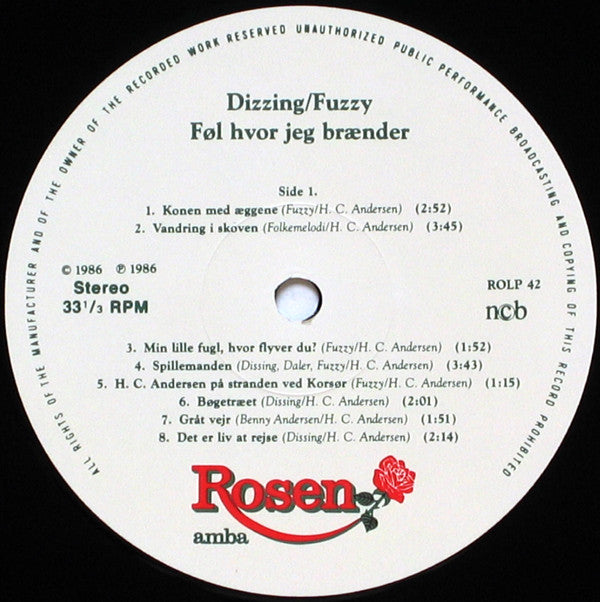 ALL RIGHTS OF THE MANUFACTURER AND OF THE OWNER OF THE RECORDED WORK RESERVED UNAUTHORIZED PUBLIC PERFORMANCE BROADCASTING AND COPYING OF THIS RECORD PROHIBITED
Dizzing/Fuzzy
Føl hvor jeg brænder
Side 1.
1. Konen med æggene (Fuzzy/H. C. Andersen) (2:52)
2. Vandring i skoven (Folkemelodi/H. C. Andersen) (3:45)
© 1986 ℗ 1986
Stereo
33 1/3 RPM
ROLP 42
ncb
3. Min lille fugl, hvor flyver du? (Fuzzy/H. C. Andersen) (1:52)
4. Spillemanden (Dissing, Daler, Fuzzy/H. C. Andersen) (3:43)
5. H. C. Andersen på stranden ved Korsør (Fuzzy/H. C. Andersen) (1:15)
6. Bøgetræet (Dissing/H. C. Andersen) (2:01)
7. Gråt vejr (Benny Andersen/H. C. Andersen) (1:51)
8. Det er liv at rejse (Dissing/H. C. Andersen) (2:14)
Rosen
amba